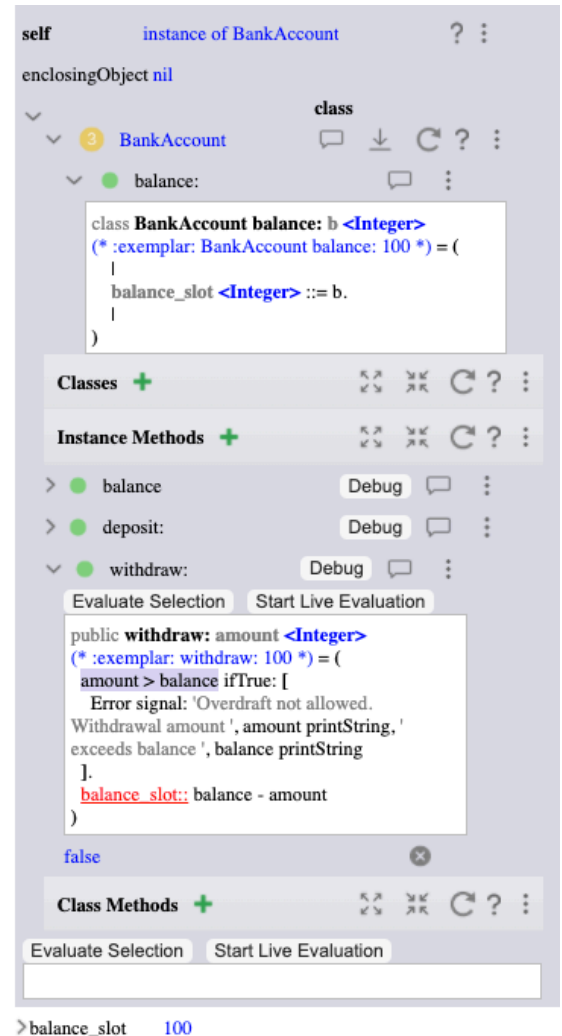 self instance of BankAccount ?
enclosingObject nil
class
3 BankAccount ?
balance:
class BankAccount balance: b <Integer>
(* :exemplar: BankAccount balance: 100 *) = (
|
balance_slot <Integer> ::= b.
|
)
Classes + ?
Instance Methods + ?
balance Debug
deposit: Debug
withdraw: Debug
Evaluate Selection Start Live Evaluation
public withdraw: amount <Integer>
(* :exemplar: withdraw: 100 *) = (
amount > balance ifTrue: [
Error signal: 'Overdraft not allowed.
Withdrawal amount ', amount printString, '
exceeds balance ', balance printString
].
balance_slot:: balance - amount
)
false
Class Methods + ?
Evaluate Selection Start Live Evaluation
balance_slot 100